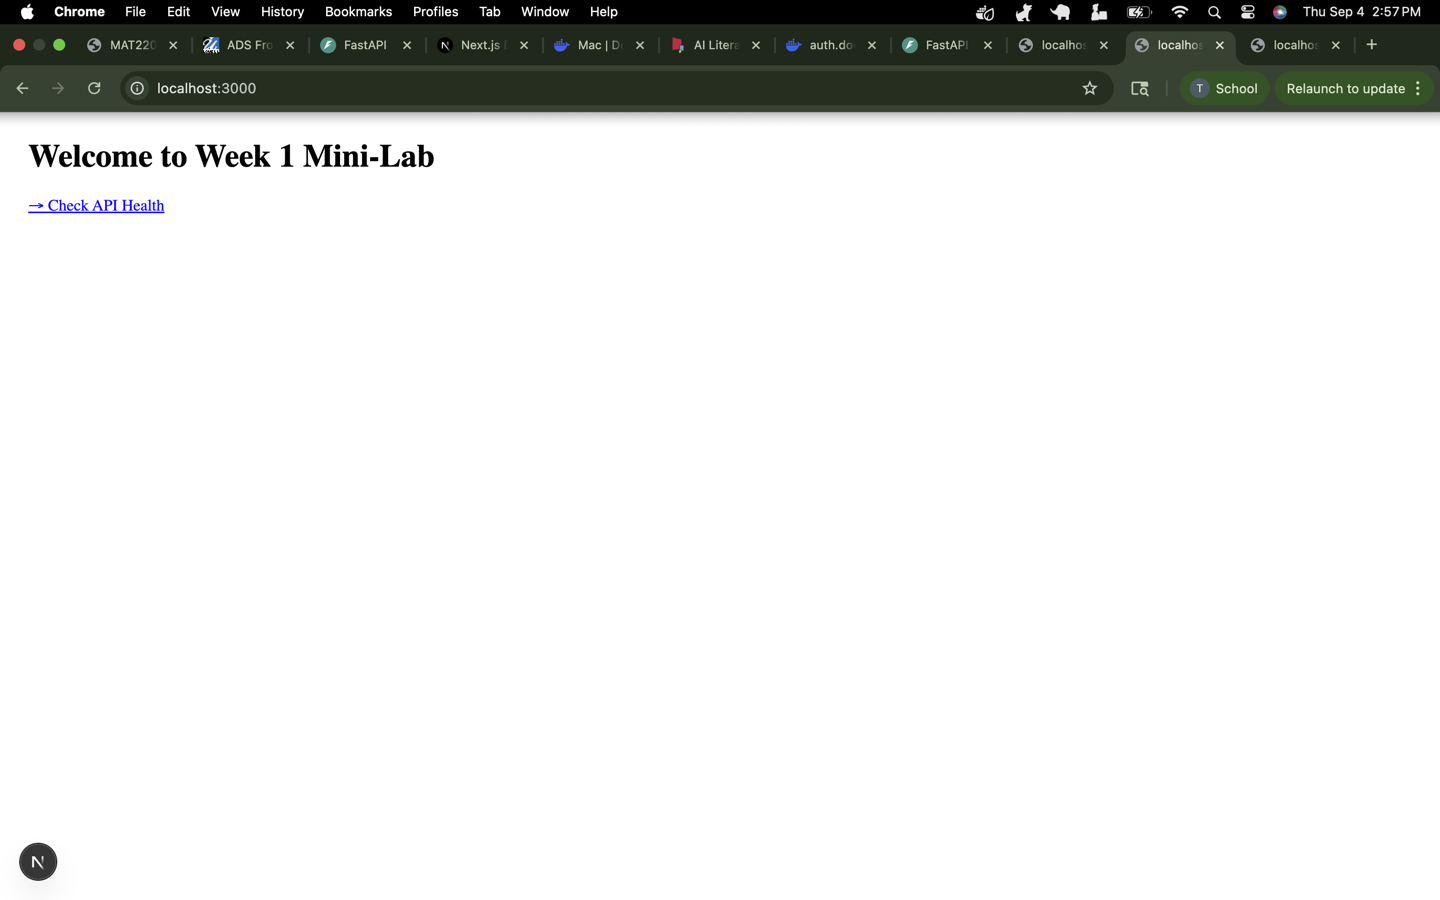 Chrome File Edit View History Bookmarks Profiles Tab Window Help Thu Sep 4 2:57 PM
MAT220 ADS Fro FastAPI Next.js Mac | Do AI Litera auth.do FastAPI localhos localhos localhos
localhost:3000 T School Relaunch to update
Welcome to Week 1 Mini-Lab
→ Check API Health
N